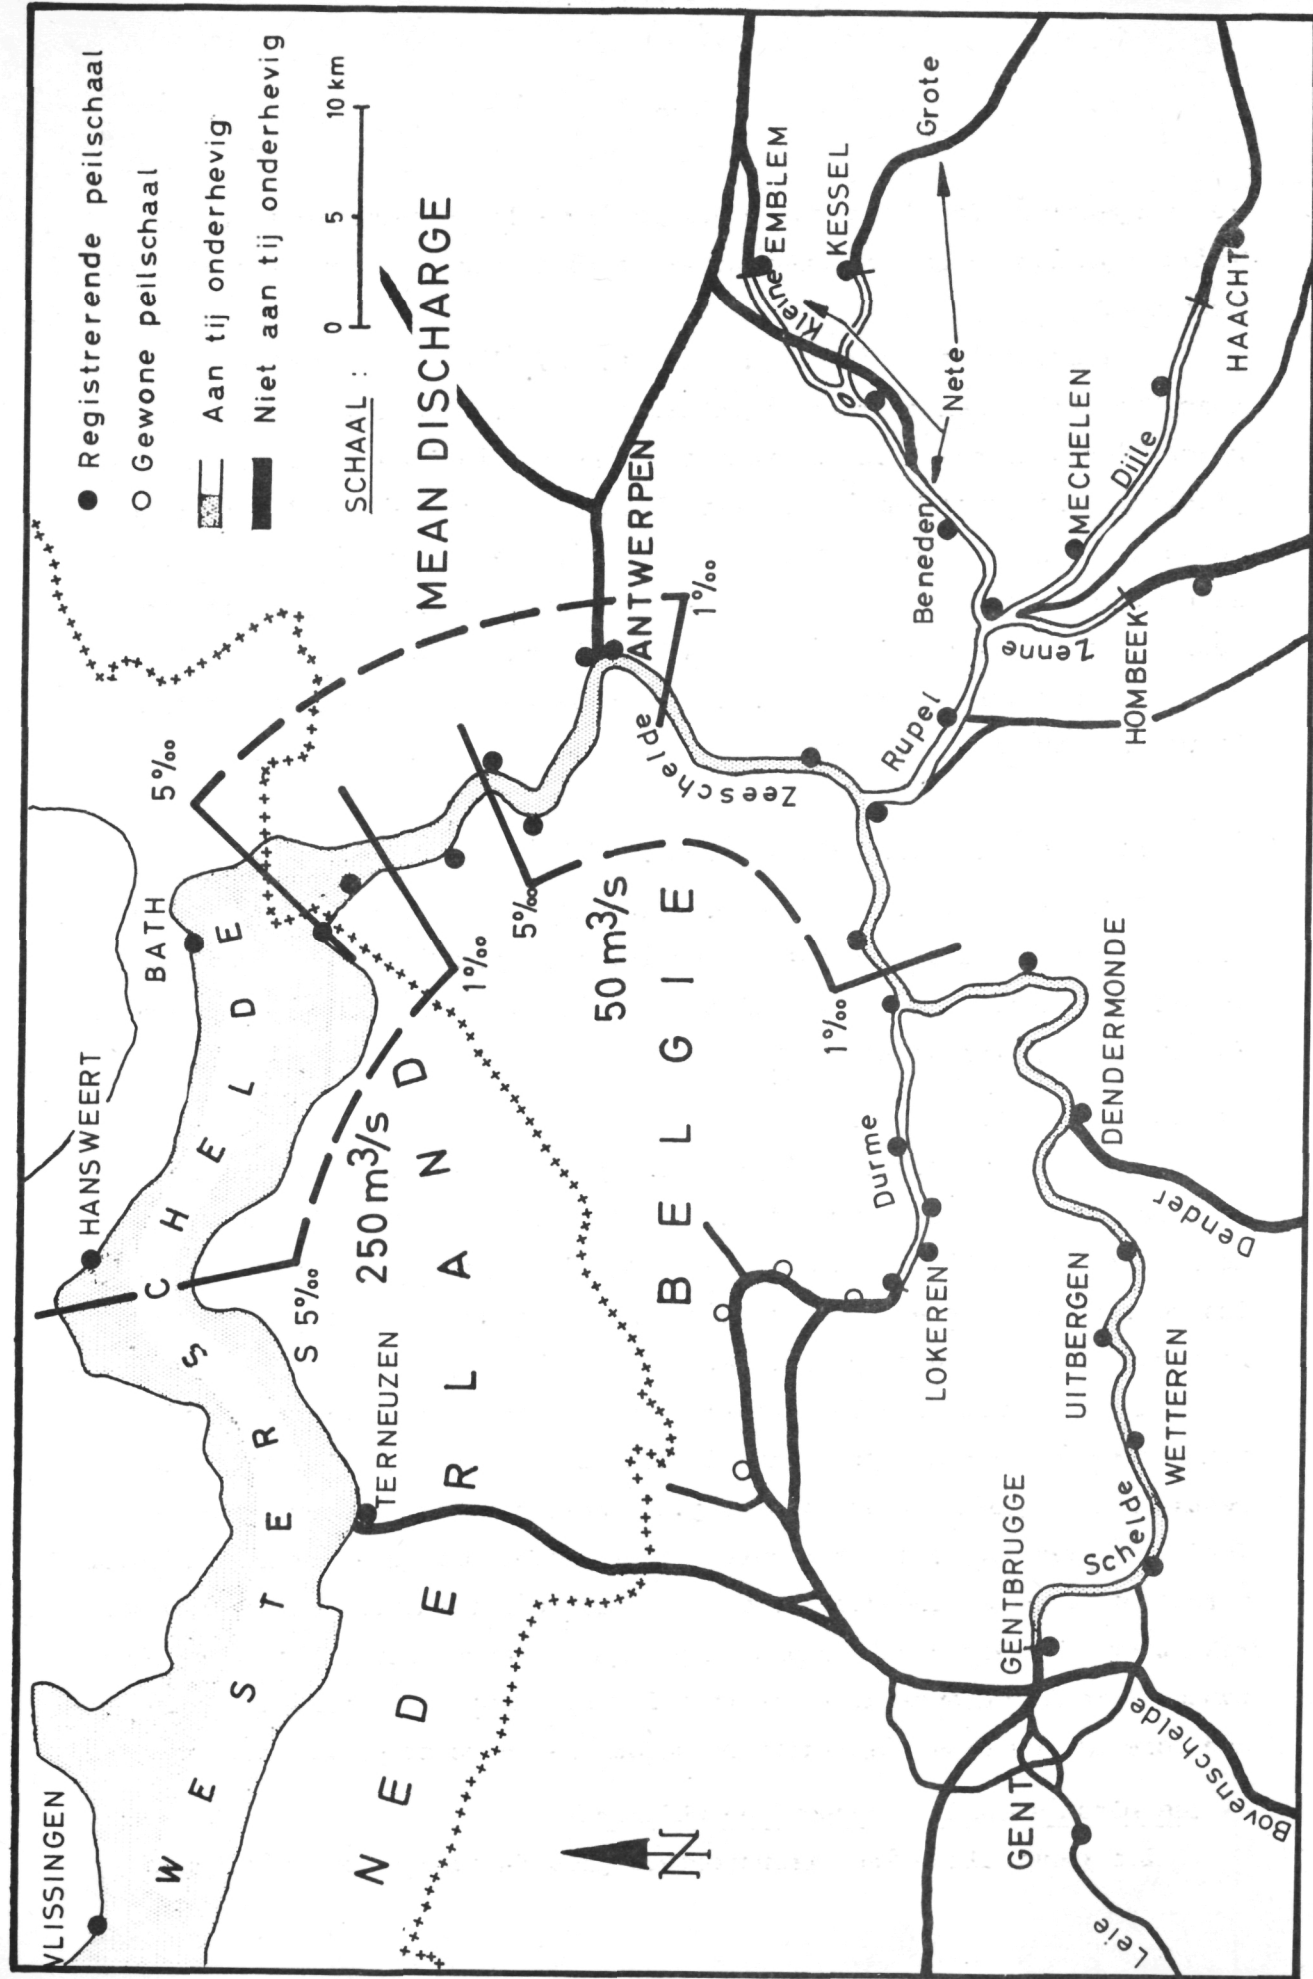 Registrerende peilschaal
Gewone peilschaal
Aan tij onderhevig
Niet aan tij onderhevig
SCHAAL :
0 5 10 km
MEAN DISCHARGE
VLISSINGEN
HANSWEERT
BATH
WESTERSCHELDE
TERNEUZEN
NEDERLAND
S 5‰
250 m³/s
1‰
5‰
1‰
5‰
50 m³/s
1‰
BELGIE
ANTWERPEN
Zeeschelde
Rupel
Beneden
Nete
Kleine
Grote
EMBLEM
KESSEL
MECHELEN
Dijle
HAACHT
Zenne
HOMBEEK
Durme
LOKEREN
DENDERMONDE
Dender
UITBERGEN
WETTEREN
Schelde
GENTBRUGGE
GENT
Bovenschelde
Leie
N